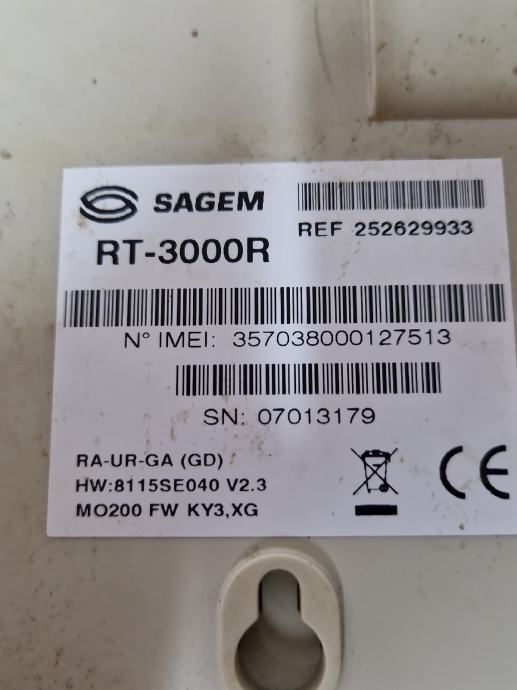 SAGEM
REF 252629933
RT-3000R
N° IMEI: 357038000127513
SN: 07013179
RA-UR-GA (GD)
HW:8115SE040 V2.3
MO200 FW KY3,XG
CE